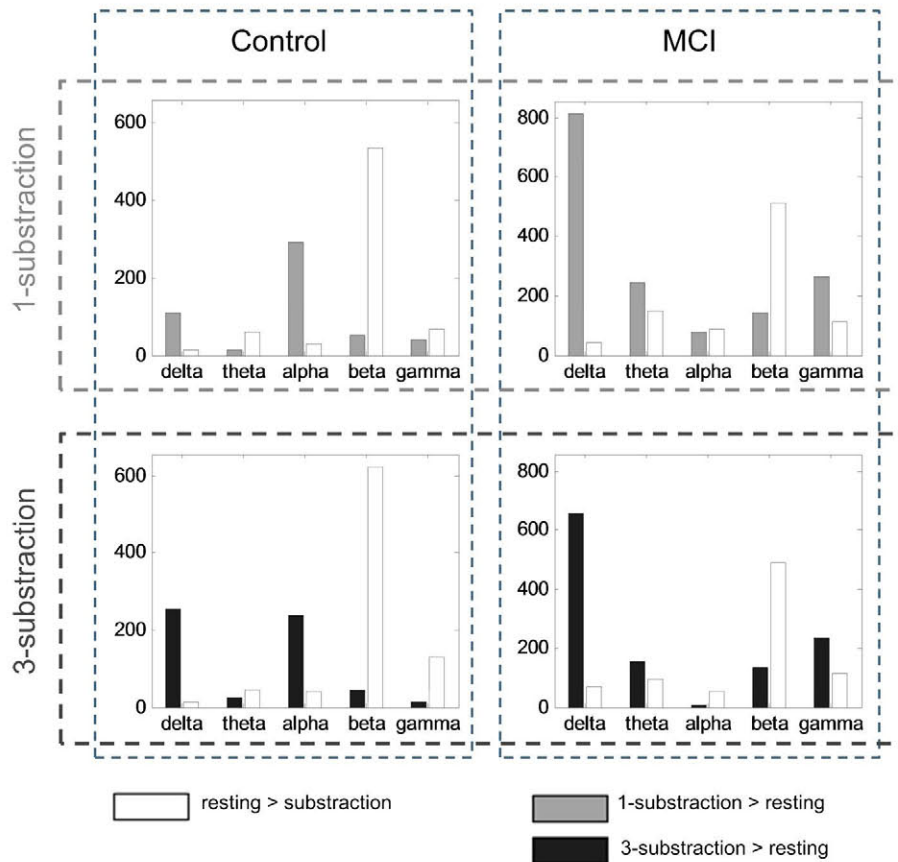 Control
MCI
1-substraction
600
400
200
0
delta theta alpha beta gamma
800
600
400
200
0
delta theta alpha beta gamma
3-substraction
600
400
200
0
delta theta alpha beta gamma
800
600
400
200
0
delta theta alpha beta gamma
resting > substraction
1-substraction > resting
3-substraction > resting